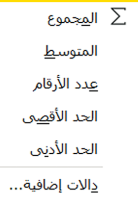 المجموع
المتوسط
عدد الأرقام
الحد الأقصى
الحد الأدنى
دالات إضافية...